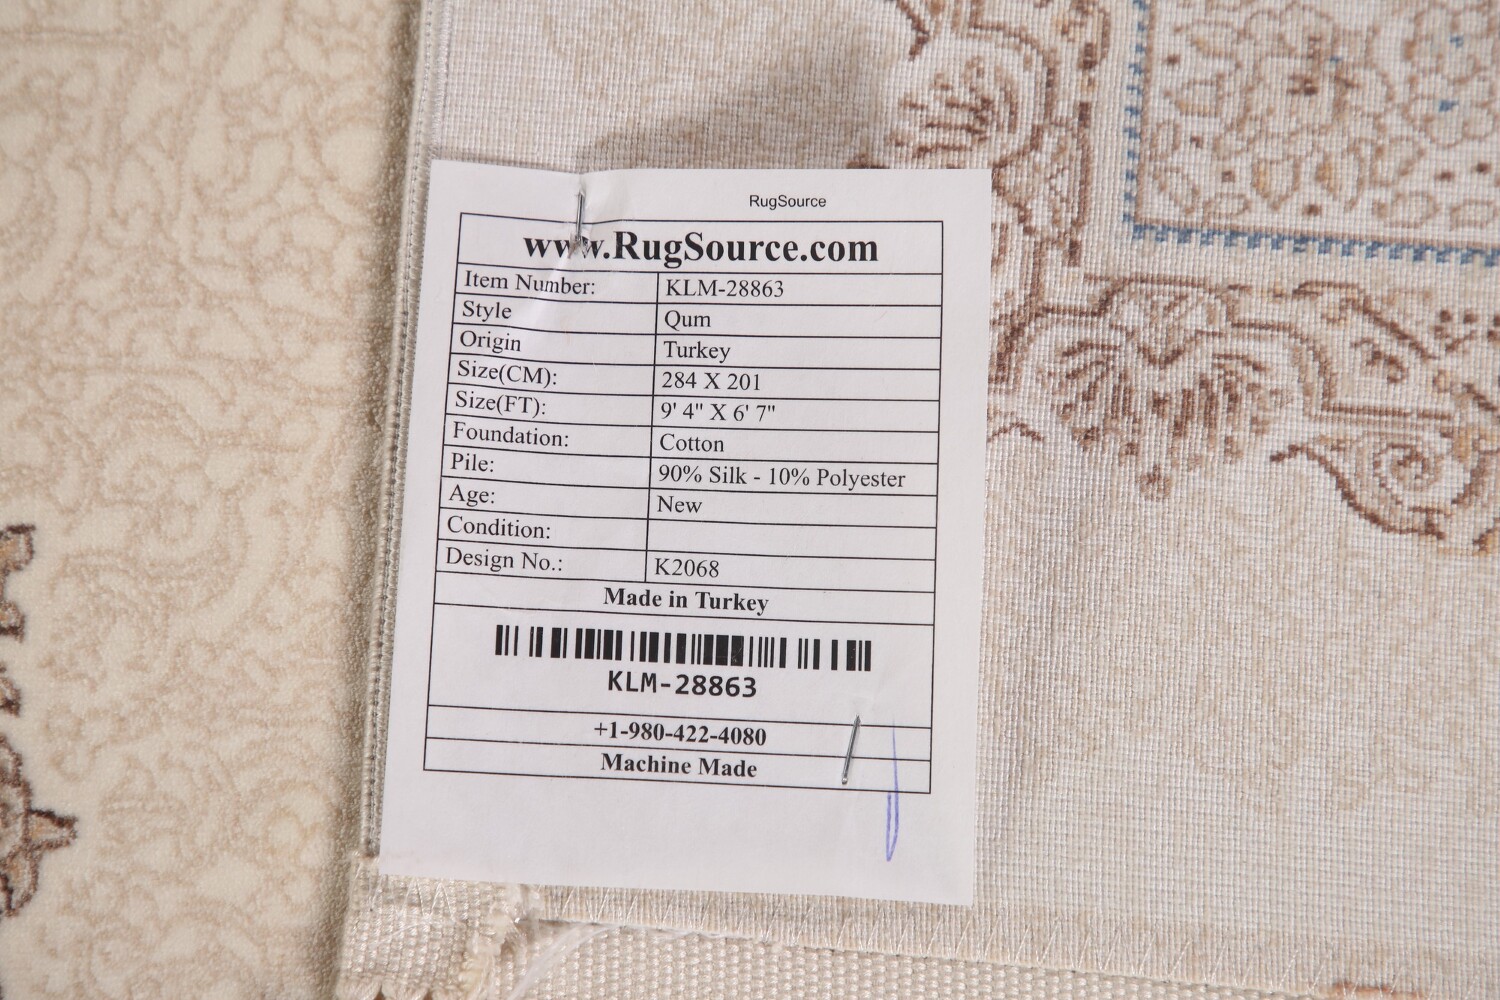 RugSource
www.RugSource.com
Item Number: KLM-28863
Style Qum
Origin Turkey
Size(CM): 284 X 201
Size(FT): 9' 4" X 6' 7"
Foundation: Cotton
Pile: 90% Silk - 10% Polyester
Age: New
Condition:
Design No.: K2068
Made in Turkey
KLM-28863
+1-980-422-4080
Machine Made